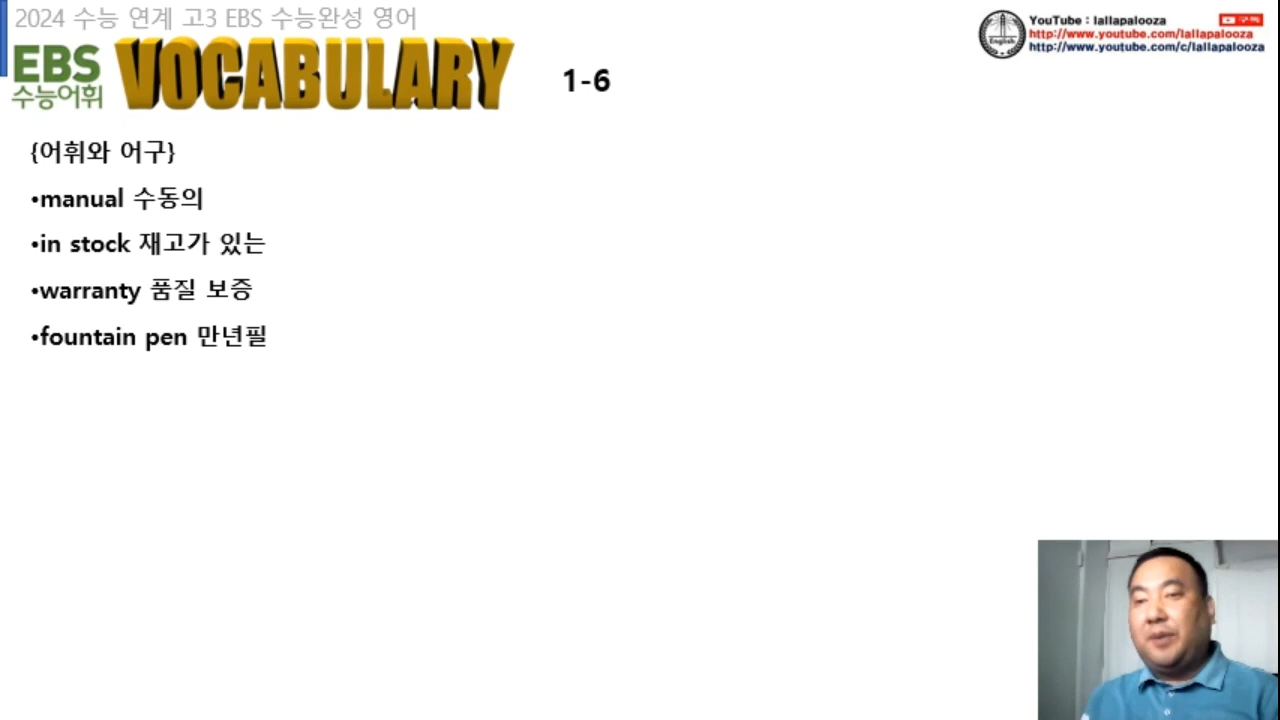 2024 수능 연계 고3 EBS 수능완성 영어
EBS
수능어휘
VOCABULARY
1-6
YouTube : lallapalooza
구독
http://www.youtube.com/lallapalooza
http://www.youtube.com/c/lallapalooza
English
{어휘와 어구}
•manual 수동의
•in stock 재고가 있는
•warranty 품질 보증
•fountain pen 만년필